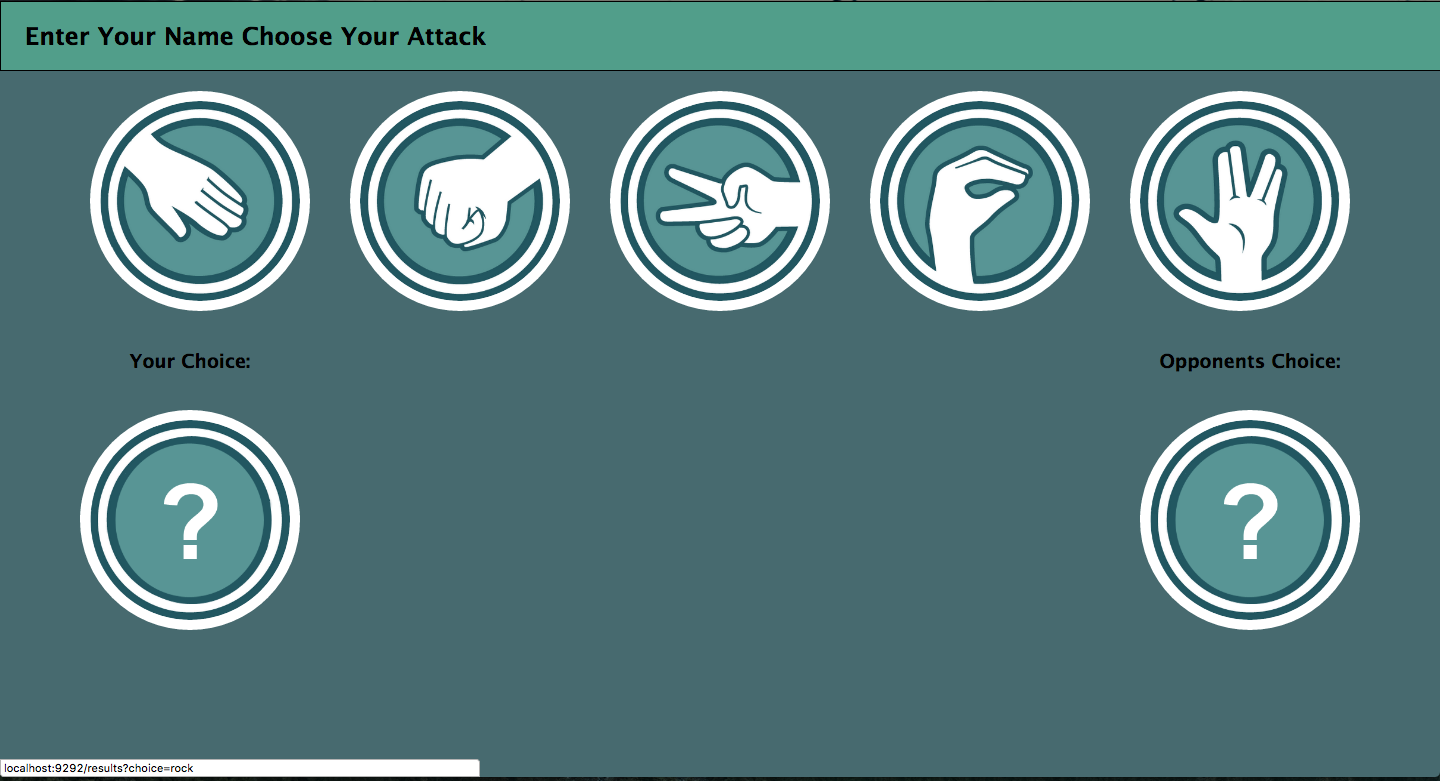 Enter Your Name Choose Your Attack
Your Choice:
Opponents Choice:
?
?
localhost:9292/results?choice=rock